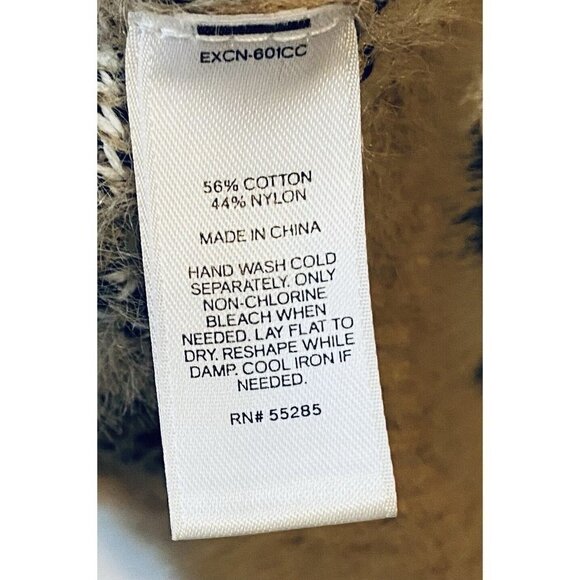 EXCN-601CC
56% COTTON
44% NYLON
MADE IN CHINA
HAND WASH COLD
SEPARATELY. ONLY
NON-CHLORINE
BLEACH WHEN
NEEDED. LAY FLAT TO
DRY. RESHAPE WHILE
DAMP. COOL IRON IF
NEEDED.
RN# 55285